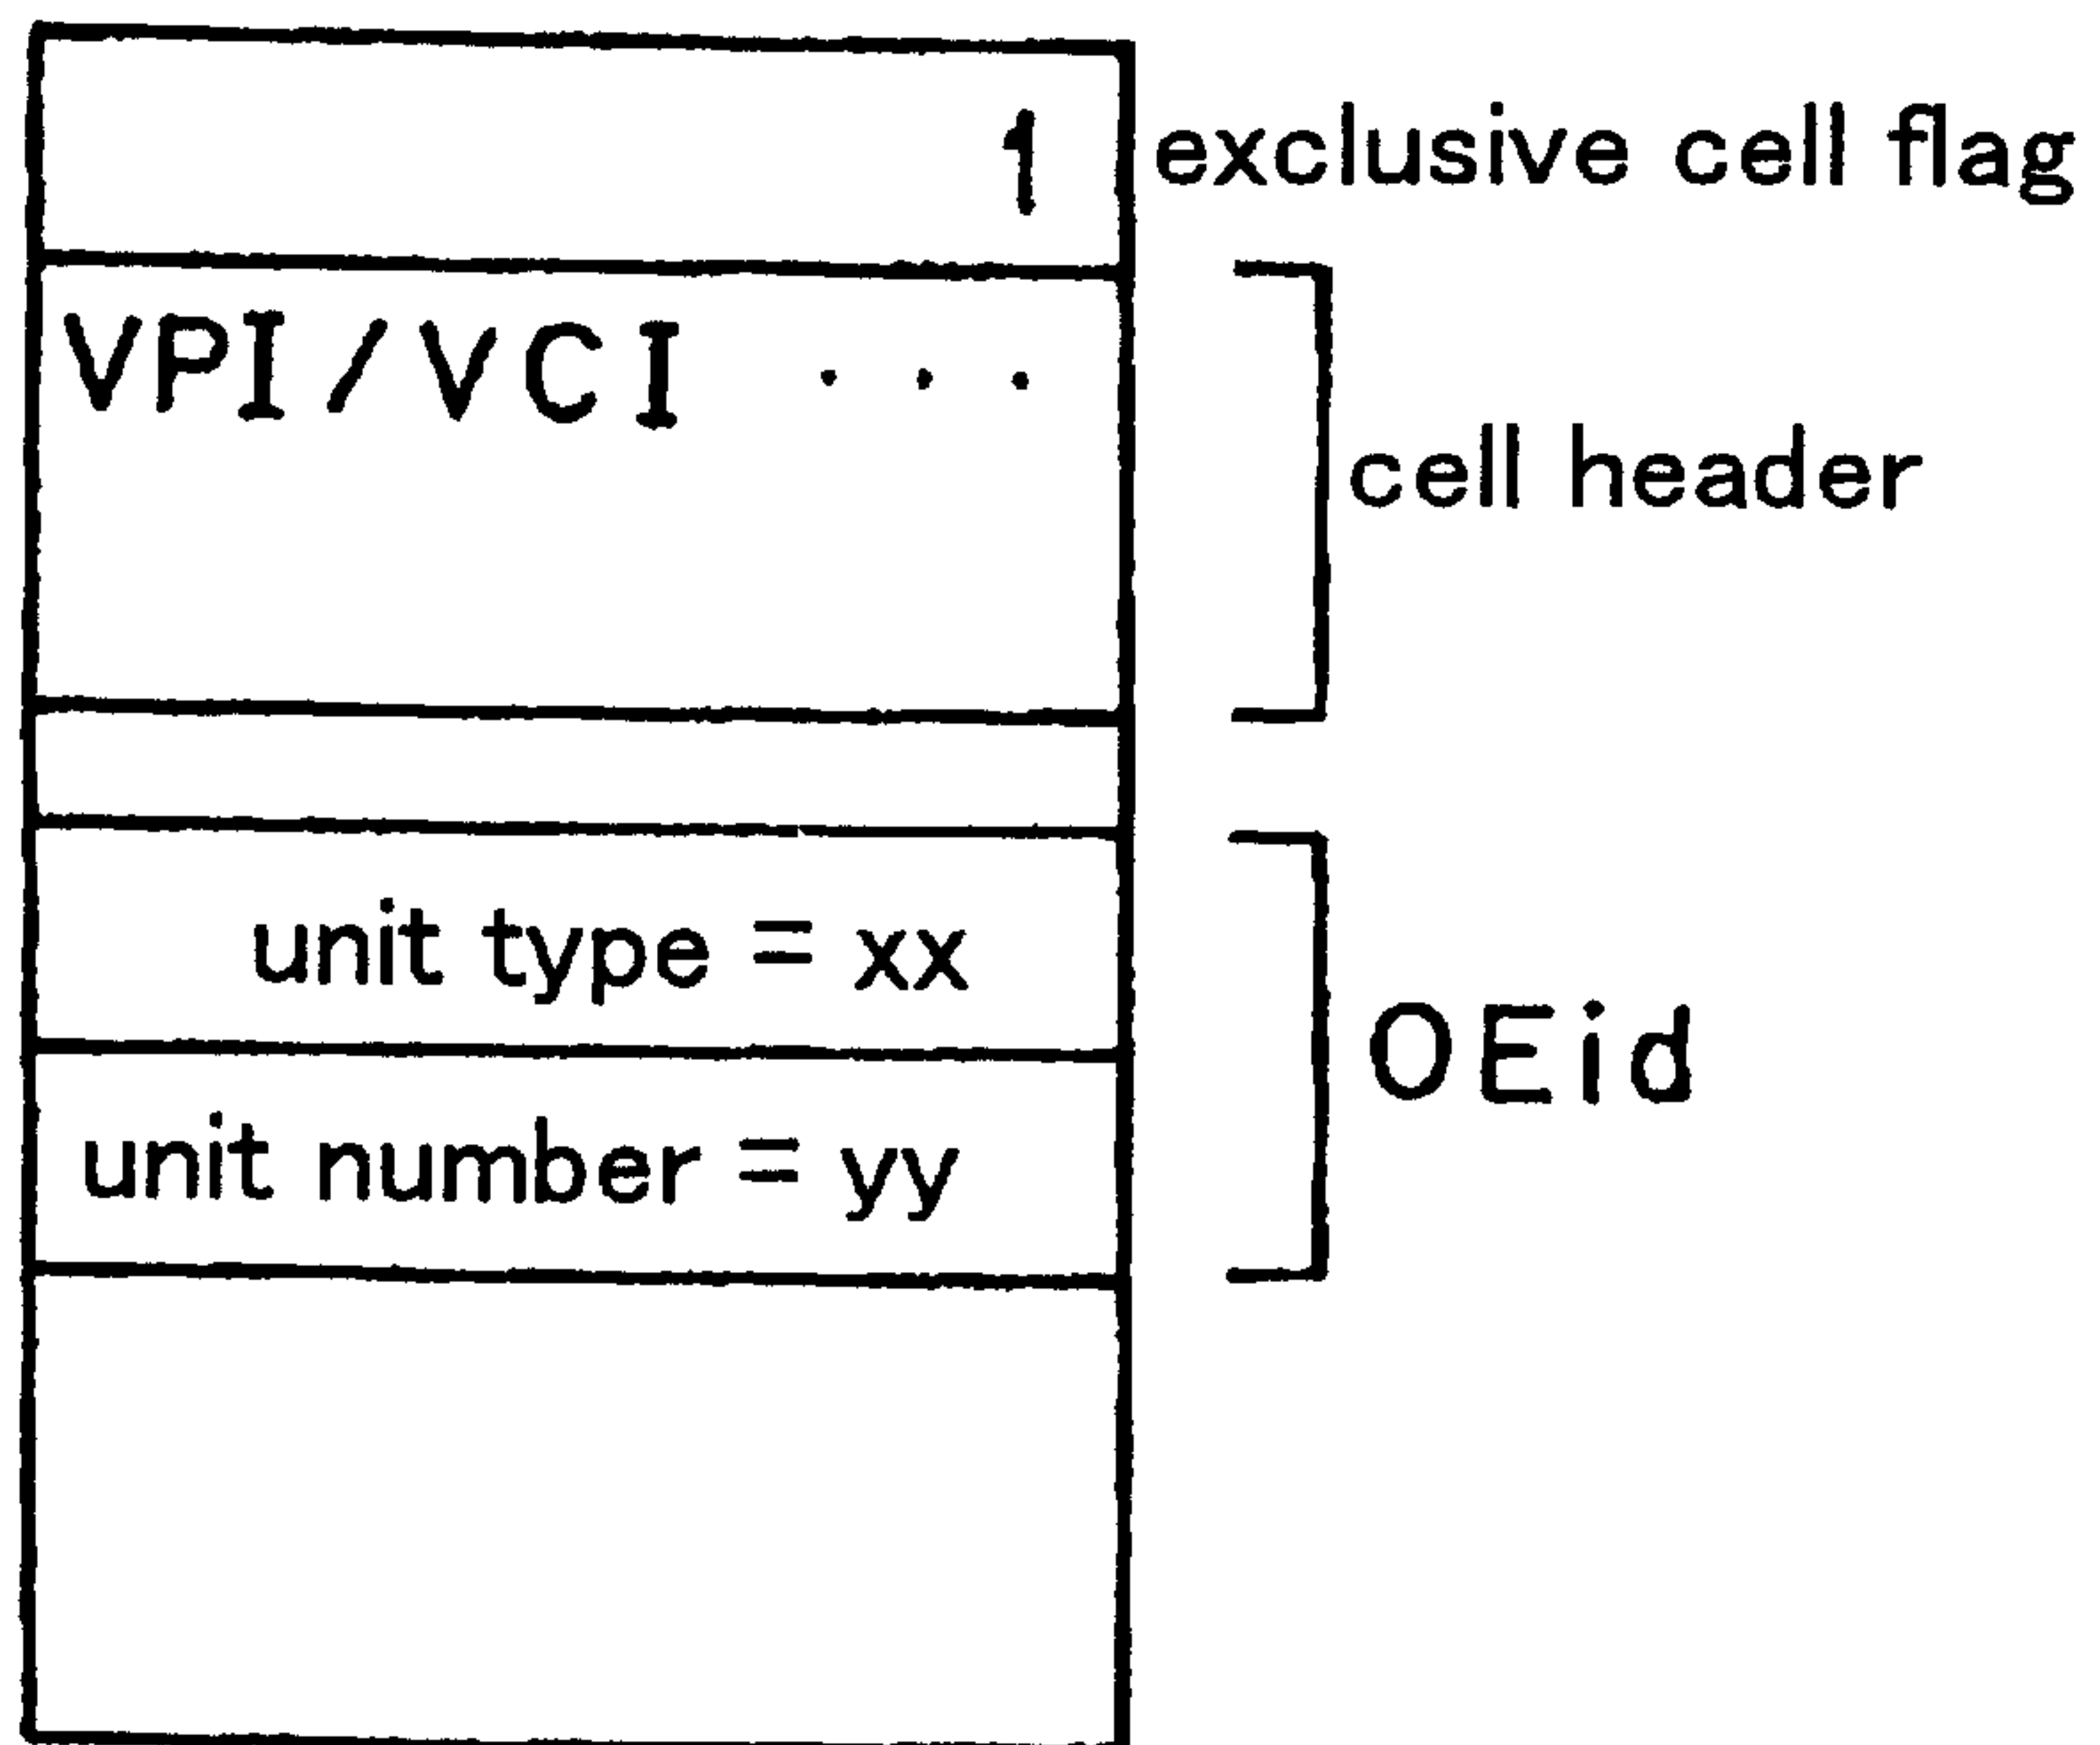 1 exclusive cell flag
VPI/VCI . . .
cell header
unit type = xx
OEid
unit number = yy